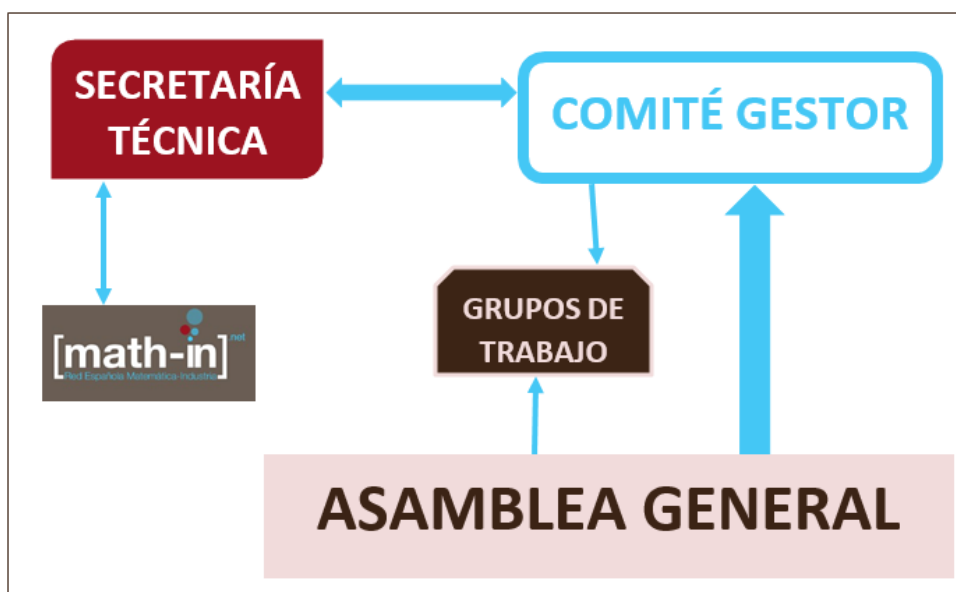 SECRETARÍA
TÉCNICA
COMITÉ GESTOR
GRUPOS DE
TRABAJO
[math-in]
.net
Red Española Matemática-Industria
ASAMBLEA GENERAL